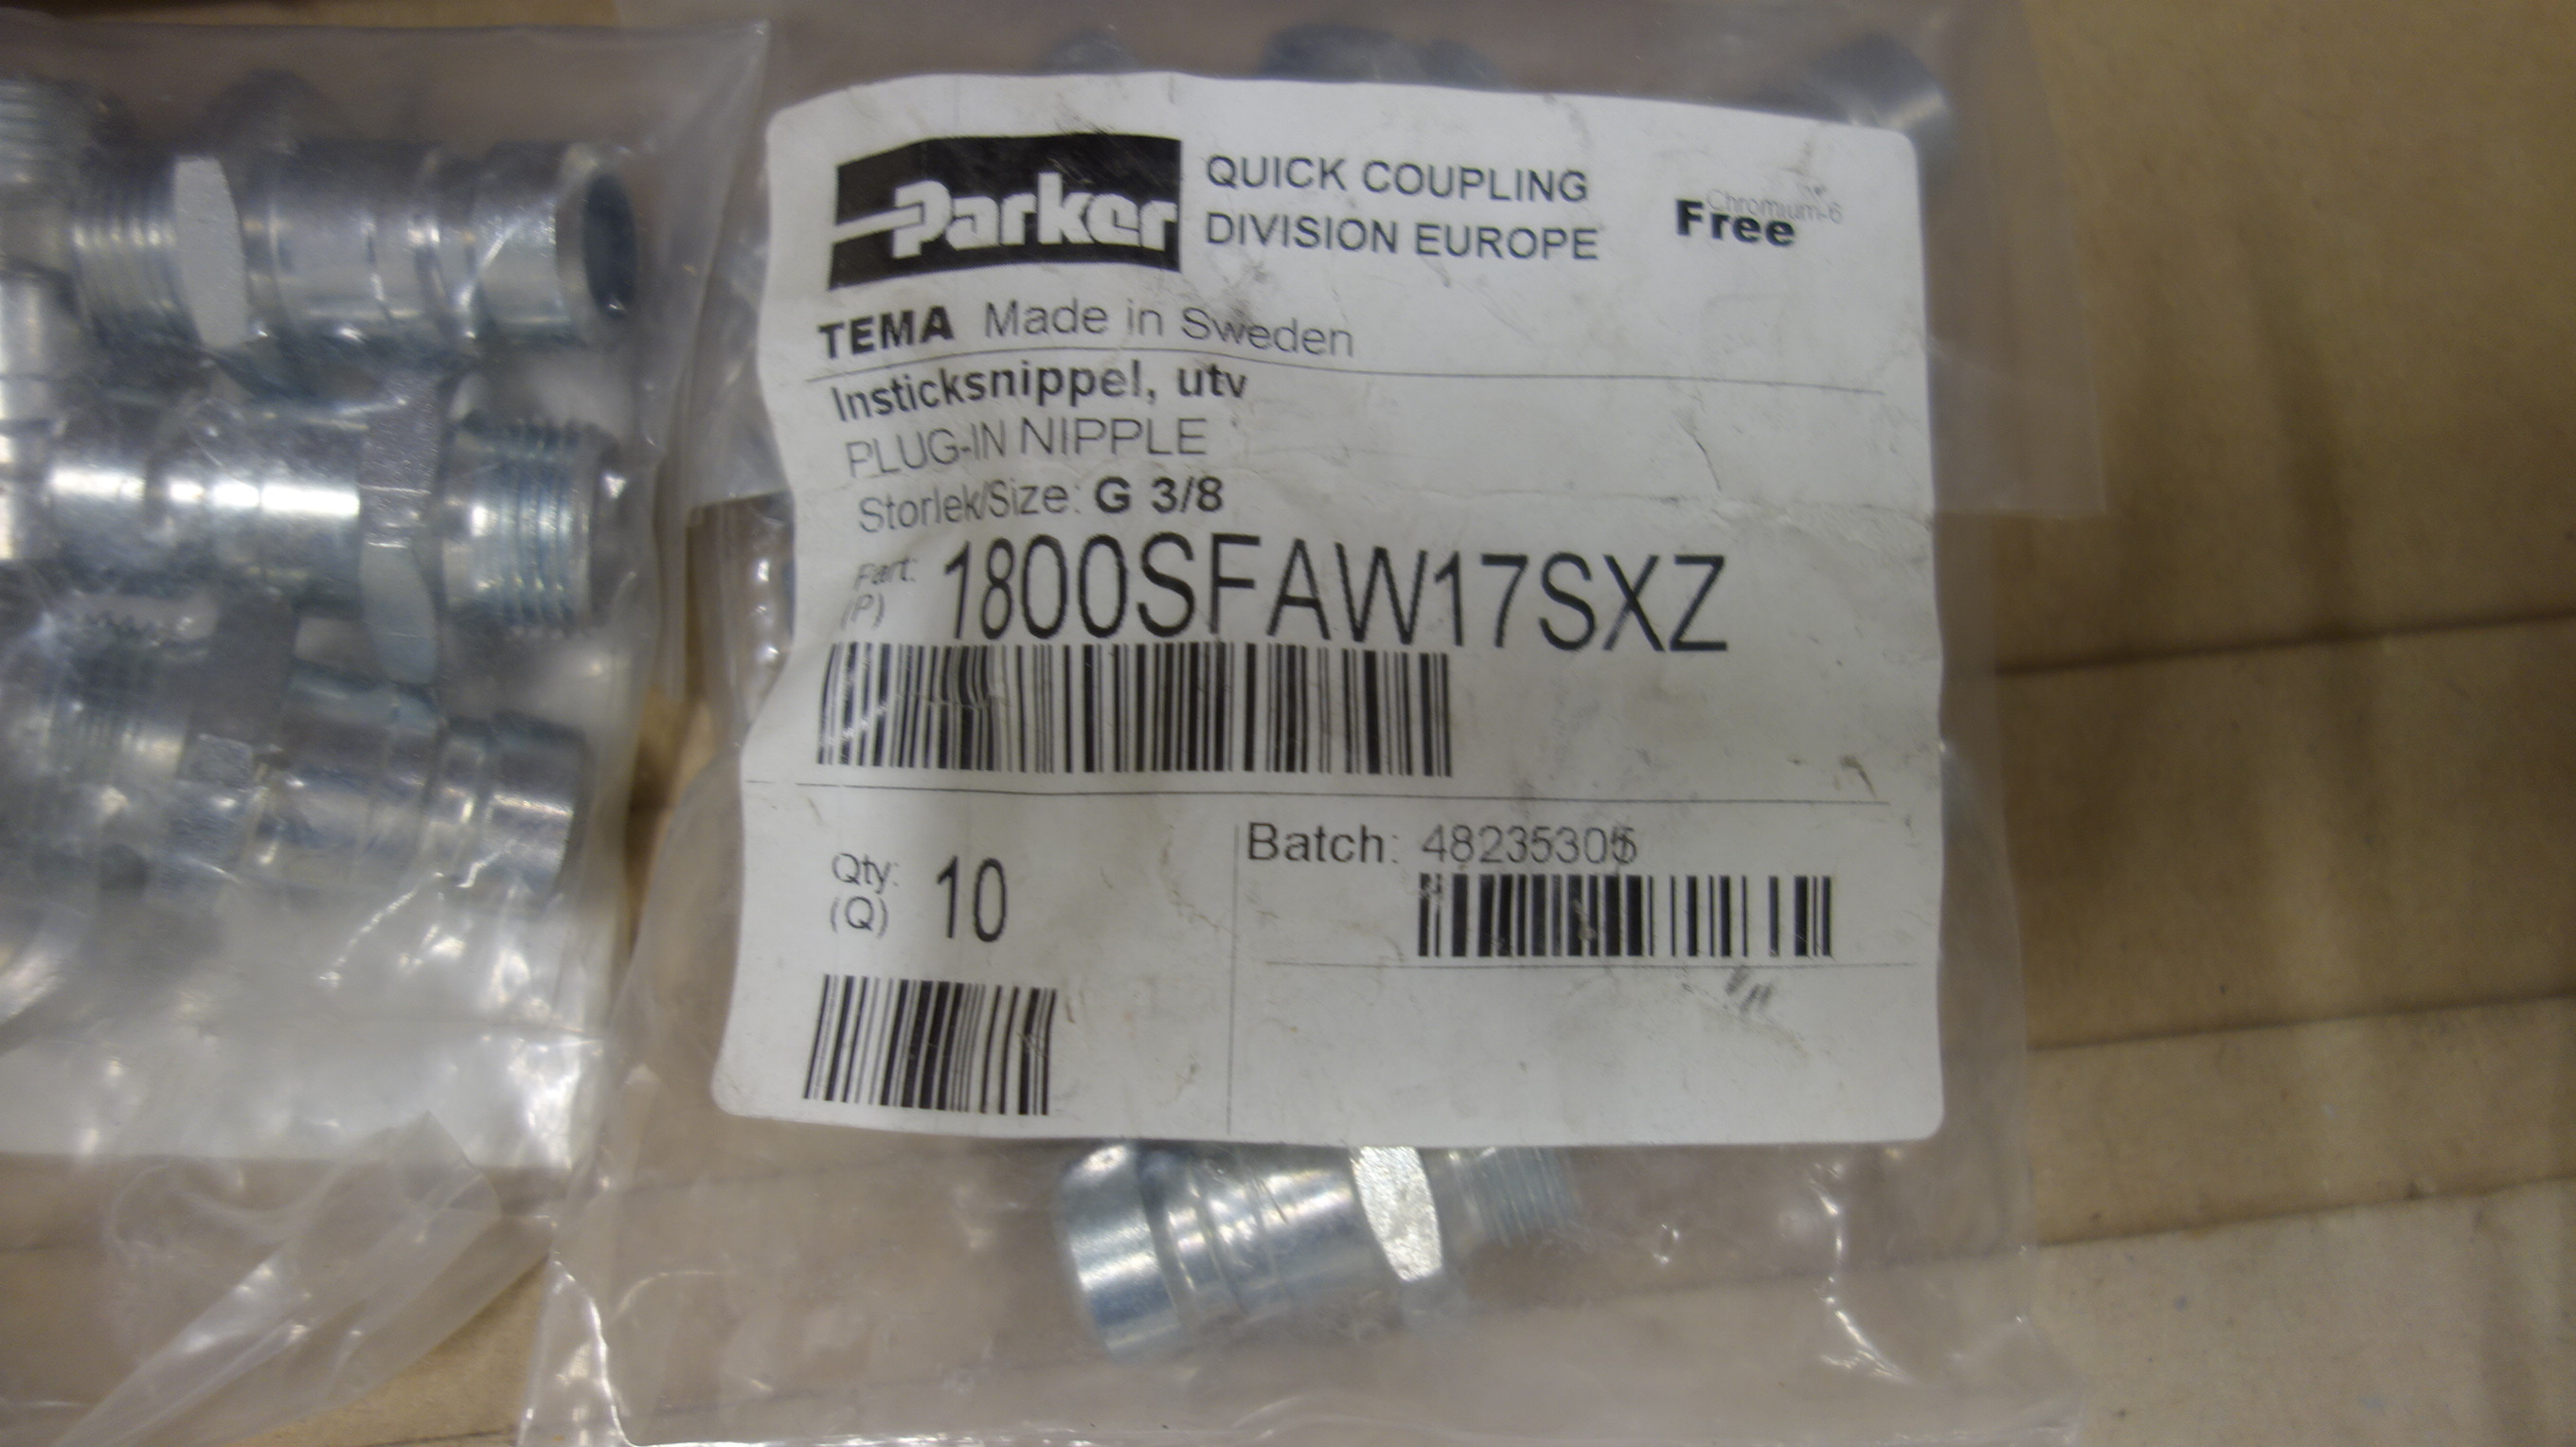 Parker
QUICK COUPLING
DIVISION EUROPE
Chromium-6
Free
TEMA Made in Sweden
Insticksnippel, utv
PLUG-IN NIPPLE
Storlek/Size: G 3/8
Part: 1800SFAW17SXZ
(P)
Qty: 10
(Q)
Batch: